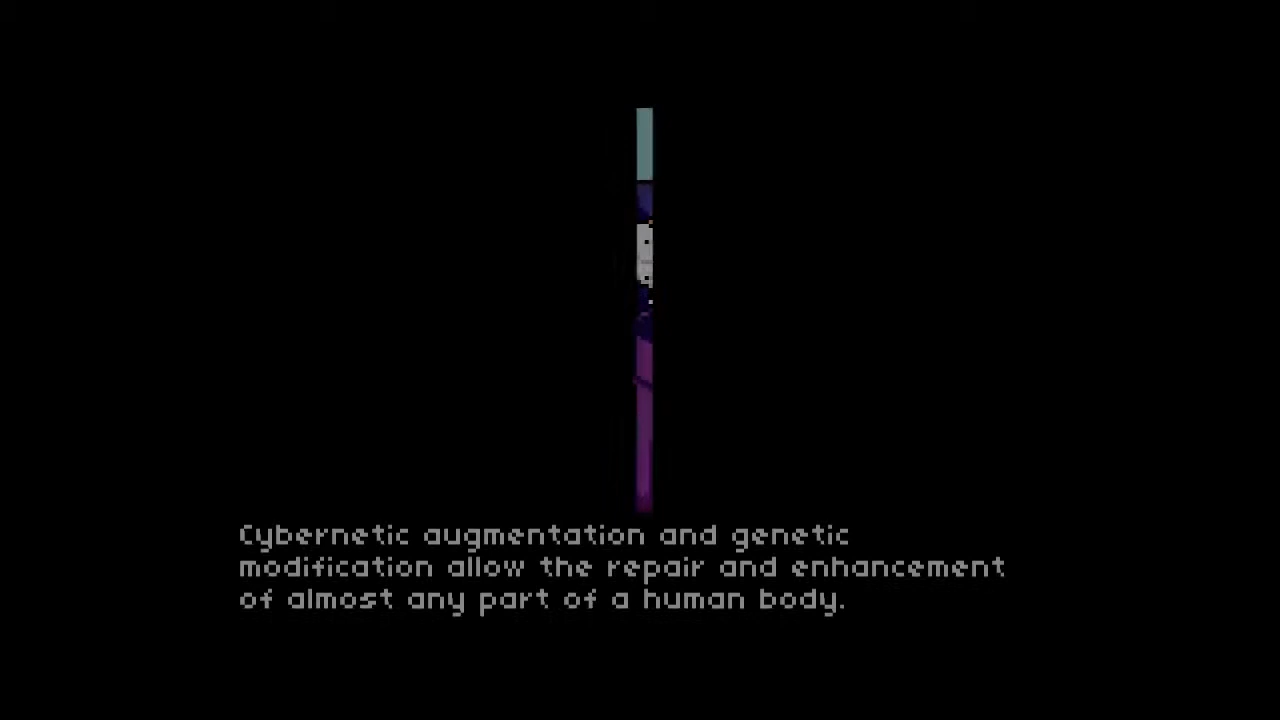 Cybernetic augmentation and genetic
modification allow the repair and enhancement
of almost any part of a human body.